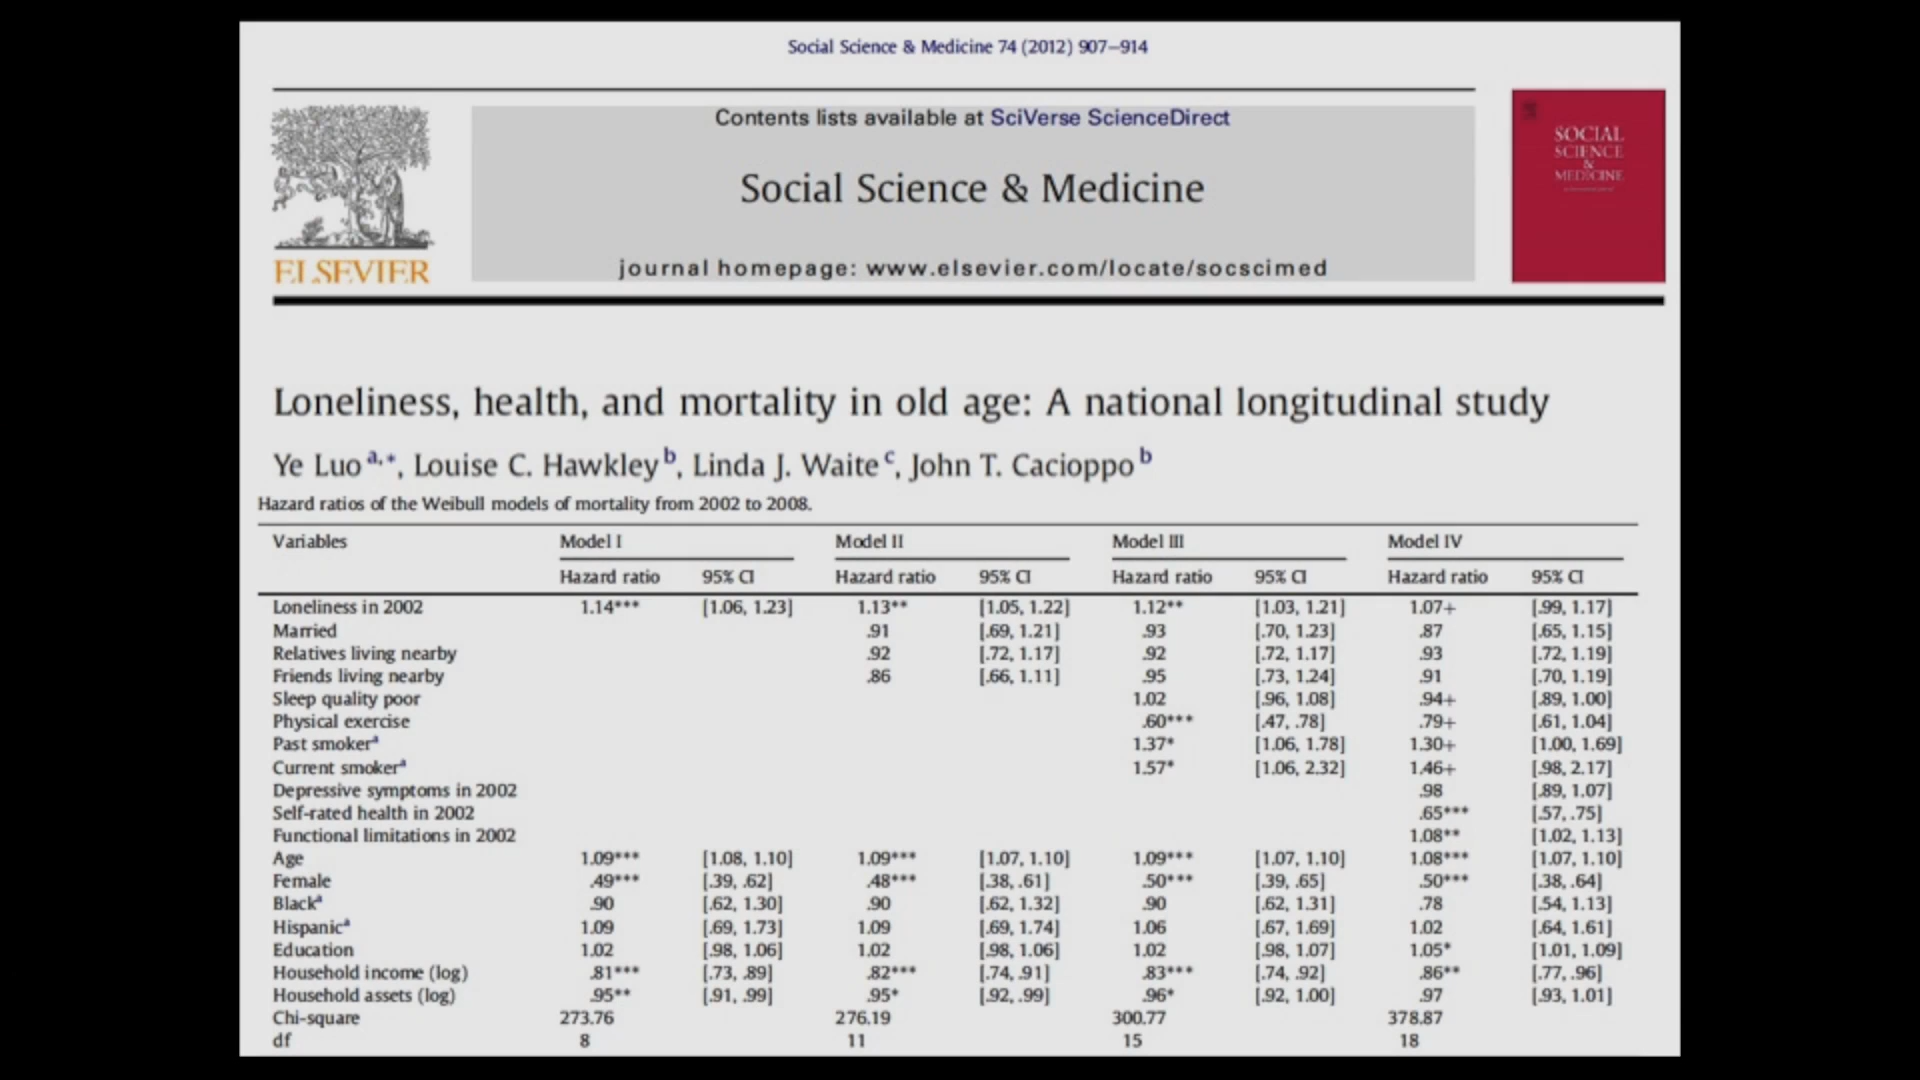 Social Science & Medicine 74 (2012) 907–914
Contents lists available at SciVerse ScienceDirect
Social Science & Medicine
journal homepage: www.elsevier.com/locate/socscimed
ELSEVIER
SOCIAL
SCIENCE
&
MEDICINE
Loneliness, health, and mortality in old age: A national longitudinal study
Ye Luo a,*, Louise C. Hawkley b, Linda J. Waite c, John T. Cacioppo b
Hazard ratios of the Weibull models of mortality from 2002 to 2008.
Variables Model I Model II Model III Model IV
Hazard ratio 95% CI Hazard ratio 95% CI Hazard ratio 95% CI Hazard ratio 95% CI
Loneliness in 2002 1.14*** [1.06, 1.23] 1.13** [1.05, 1.22] 1.12** [1.03, 1.21] 1.07+ [.99, 1.17]
Married .91 [.69, 1.21] .93 [.70, 1.23] .87 [.65, 1.15]
Relatives living nearby .92 [.72, 1.17] .92 [.72, 1.17] .93 [.72, 1.19]
Friends living nearby .86 [.66, 1.11] .95 [.73, 1.24] .91 [.70, 1.19]
Sleep quality poor 1.02 [.96, 1.08] .94+ [.89, 1.00]
Physical exercise .60*** [.47, .78] .79+ [.61, 1.04]
Past smoker a 1.37* [1.06, 1.78] 1.30+ [1.00, 1.69]
Current smoker a 1.57* [1.06, 2.32] 1.46+ [.98, 2.17]
Depressive symptoms in 2002 .98 [.89, 1.07]
Self-rated health in 2002 .65*** [.57, .75]
Functional limitations in 2002 1.08** [1.02, 1.13]
Age 1.09*** [1.08, 1.10] 1.09*** [1.07, 1.10] 1.09*** [1.07, 1.10] 1.08*** [1.07, 1.10]
Female .49*** [.39, .62] .48*** [.38, .61] .50*** [.39, .65] .50*** [.38, .64]
Black a .90 [.62, 1.30] .90 [.62, 1.32] .90 [.62, 1.31] .78 [.54, 1.13]
Hispanic a 1.09 [.69, 1.73] 1.09 [.69, 1.74] 1.06 [.67, 1.69] 1.02 [.64, 1.61]
Education 1.02 [.98, 1.06] 1.02 [.98, 1.06] 1.02 [.98, 1.07] 1.05* [1.01, 1.09]
Household income (log) .81*** [.73, .89] .82*** [.74, .91] .83*** [.74, .92] .86** [.77, .96]
Household assets (log) .95** [.91, .99] .95* [.92, .99] .96* [.92, 1.00] .97 [.93, 1.01]
Chi-square 273.76 276.19 300.77 378.87
df 8 11 15 18